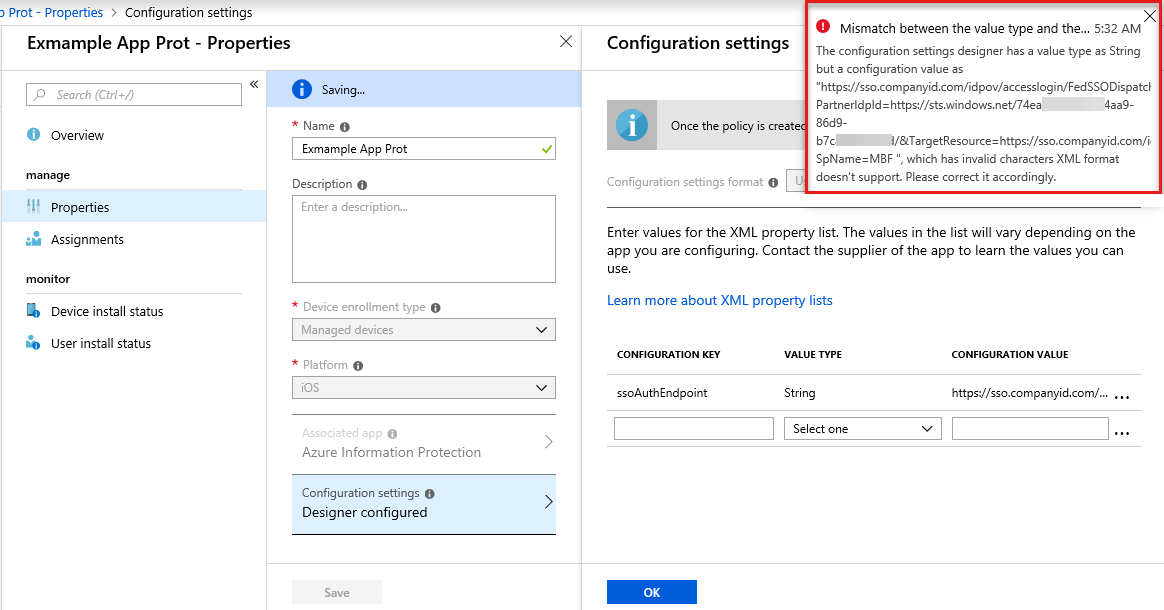 p Prot - Properties > Configuration settings
Exmample App Prot - Properties
Search (Ctrl+/)
Overview
manage
Properties
Assignments
monitor
Device install status
User install status
Saving...
* Name
Exmample App Prot
Description
Enter a description...
* Device enrollment type
Managed devices
* Platform
iOS
Associated app
Azure Information Protection
Configuration settings
Designer configured
Save
Configuration settings
Once the policy is created
Configuration settings format
Enter values for the XML property list. The values in the list will vary depending on the
app you are configuring. Contact the supplier of the app to learn the values you can
use.
Learn more about XML property lists
CONFIGURATION KEY VALUE TYPE CONFIGURATION VALUE
ssoAuthEndpoint String https://sso.companyid.com/... ...
Select one ...
OK
Mismatch between the value type and the... 5:32 AM
The configuration settings designer has a value type as String
but a configuration value as
"https://sso.companyid.com/idpov/accesslogin/FedSSODispatch
PartnerIdpId=https://sts.windows.net/74ea 4aa9-
86d9-
b7c /&TargetResource=https://sso.companyid.com/i
SpName=MBF ", which has invalid characters XML format
doesn't support. Please correct it accordingly.